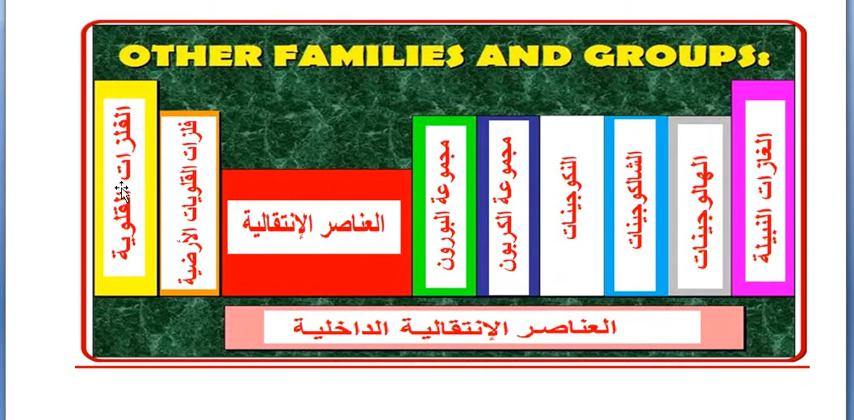 OTHER FAMILIES AND GROUPS:
الفلزات القلوية
فلزات القلويات الأرضية
العناصر الإنتقالية
مجموعة البورون
مجموعة الكربون
النكوجينات
الشالكوجينات
الهالوجينات
الغازات النبيلة
العناصر الإنتقالية الداخلية